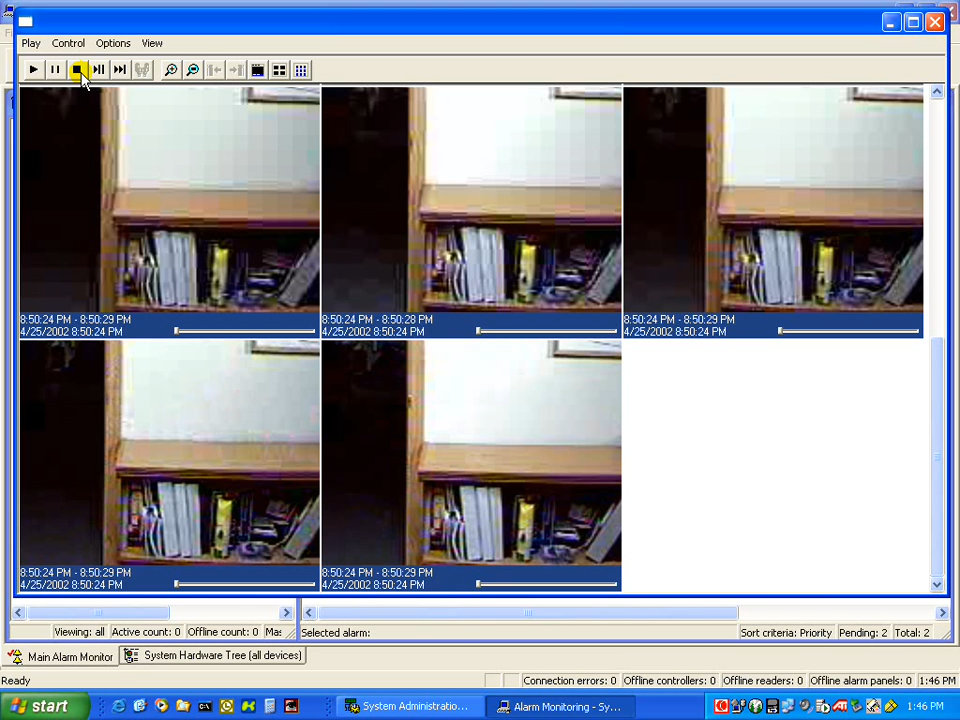 Play Control Options View
8:50:24 PM - 8:50:29 PM
4/25/2002 8:50:24 PM
8:50:24 PM - 8:50:28 PM
4/25/2002 8:50:24 PM
8:50:24 PM - 8:50:29 PM
4/25/2002 8:50:24 PM
8:50:24 PM - 8:50:29 PM
4/25/2002 8:50:24 PM
8:50:24 PM - 8:50:29 PM
4/25/2002 8:50:24 PM
Viewing: all Active count: 0 Offline count: 0 Mas Selected alarm: Sort criteria: Priority Pending: 2 Total: 2
Main Alarm Monitor System Hardware Tree (all devices)
Ready Connection errors: 0 Offline controllers: 0 Offline readers: 0 Offline alarm panels: 0 1:46 PM
start System Administratio... Alarm Monitoring - Sy... 1:46 PM